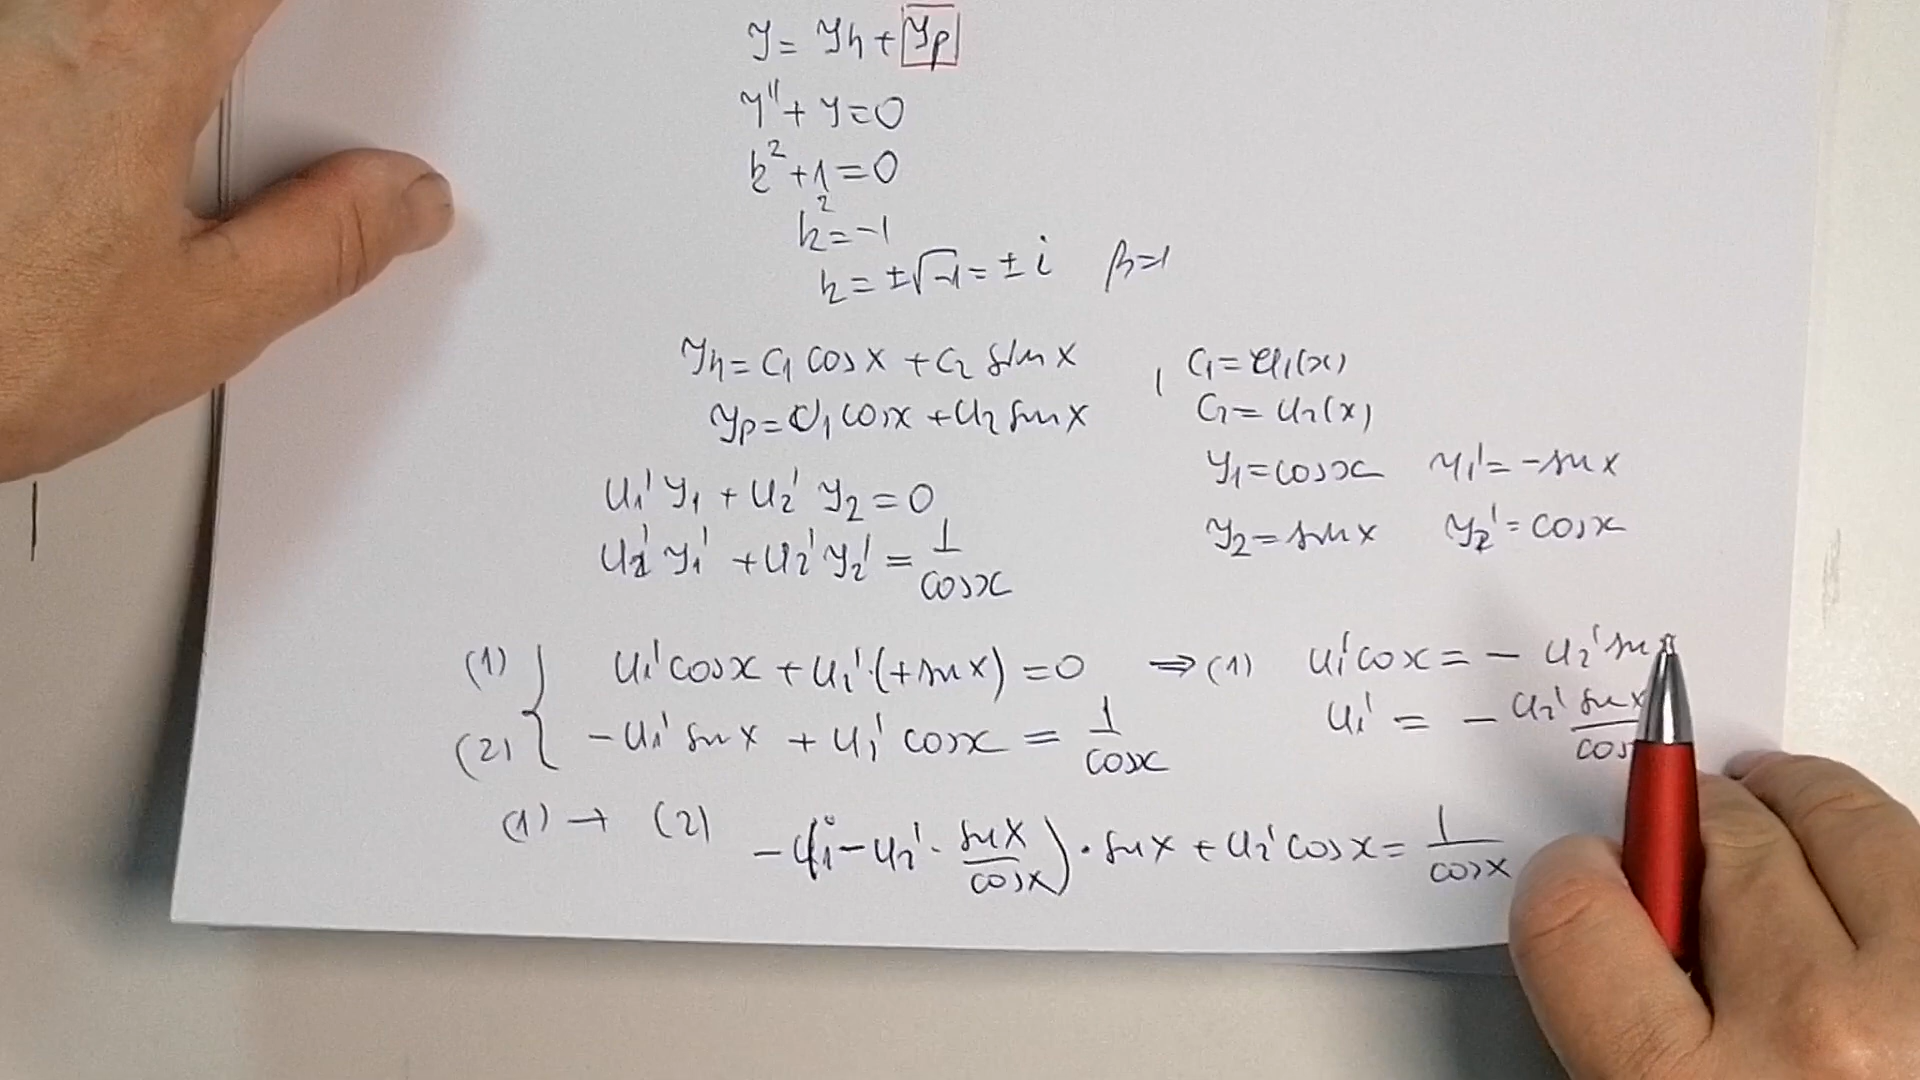 y = yh + yp
y'' + y = 0
k² + 1 = 0
k² = -1
k = ±√-1 = ± i β=1
yh = C1 cos x + C2 sin x , C1 = u1(x)
yp = U1 cos x + U2 sin x C2 = u2(x)
y1 = cos x y1' = -sin x
u1' y1 + u2' y2 = 0
y2 = sin x y2' = cos x
u1' y1' + u2' y2' = 1/cos x
(1) { u1' cos x + u2' · (+sin x) = 0 ⇒ (1) u1' cos x = - u2' sin x
u1' = - u2' sin x / cos
(2) -u1' sin x + u2' cos x = 1/cos x
(1) → (2) -( - u2' · sin x/cos x ) · sin x + u2' cos x = 1/cos x